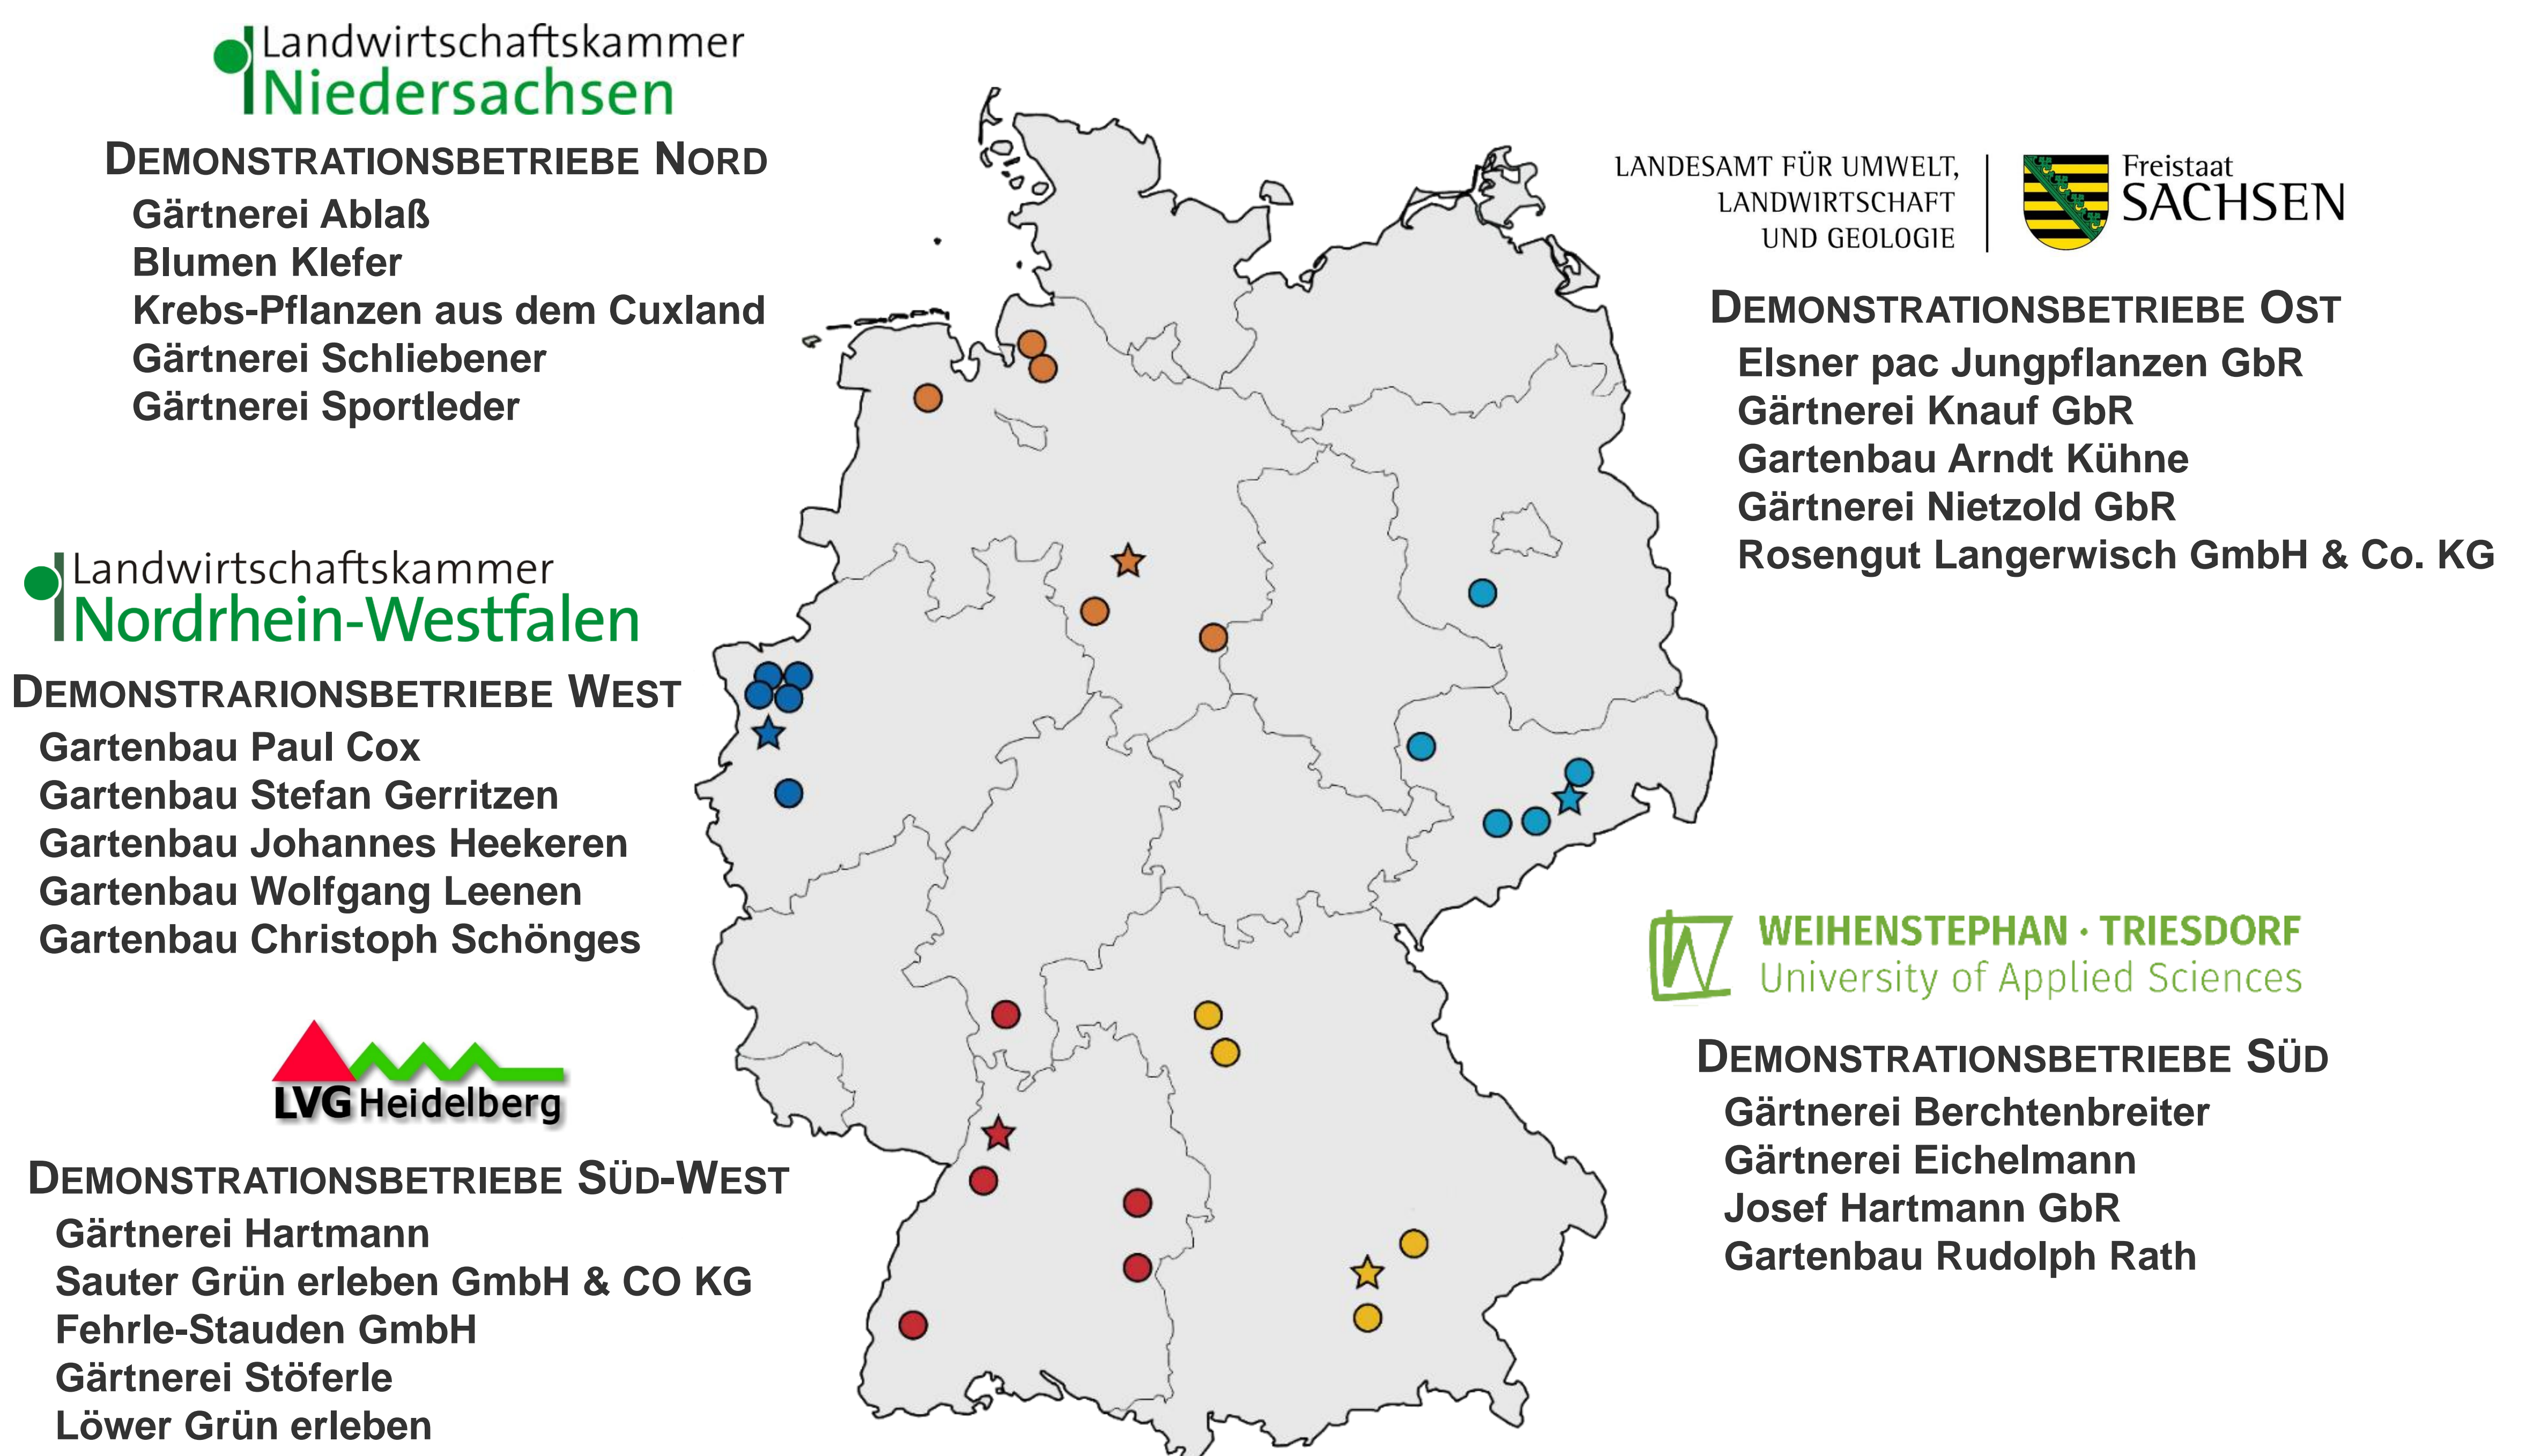 Landwirtschaftskammer
Niedersachsen
DEMONSTRATIONSBETRIEBE NORD
Gärtnerei Ablaß
Blumen Klefer
Krebs-Pflanzen aus dem Cuxland
Gärtnerei Schliebener
Gärtnerei Sportleder
Landwirtschaftskammer
Nordrhein-Westfalen
DEMONSTRARIONSBETRIEBE WEST
Gartenbau Paul Cox
Gartenbau Stefan Gerritzen
Gartenbau Johannes Heekeren
Gartenbau Wolfgang Leenen
Gartenbau Christoph Schönges
LVG Heidelberg
DEMONSTRATIONSBETRIEBE SÜD-WEST
Gärtnerei Hartmann
Sauter Grün erleben GmbH & CO KG
Fehrle-Stauden GmbH
Gärtnerei Stöferle
Löwer Grün erleben
LANDESAMT FÜR UMWELT,
LANDWIRTSCHAFT
UND GEOLOGIE
Freistaat
SACHSEN
DEMONSTRATIONSBETRIEBE OST
Elsner pac Jungpflanzen GbR
Gärtnerei Knauf GbR
Gartenbau Arndt Kühne
Gärtnerei Nietzold GbR
Rosengut Langerwisch GmbH & Co. KG
WEIHENSTEPHAN · TRIESDORF
University of Applied Sciences
DEMONSTRATIONSBETRIEBE SÜD
Gärtnerei Berchtenbreiter
Gärtnerei Eichelmann
Josef Hartmann GbR
Gartenbau Rudolph Rath